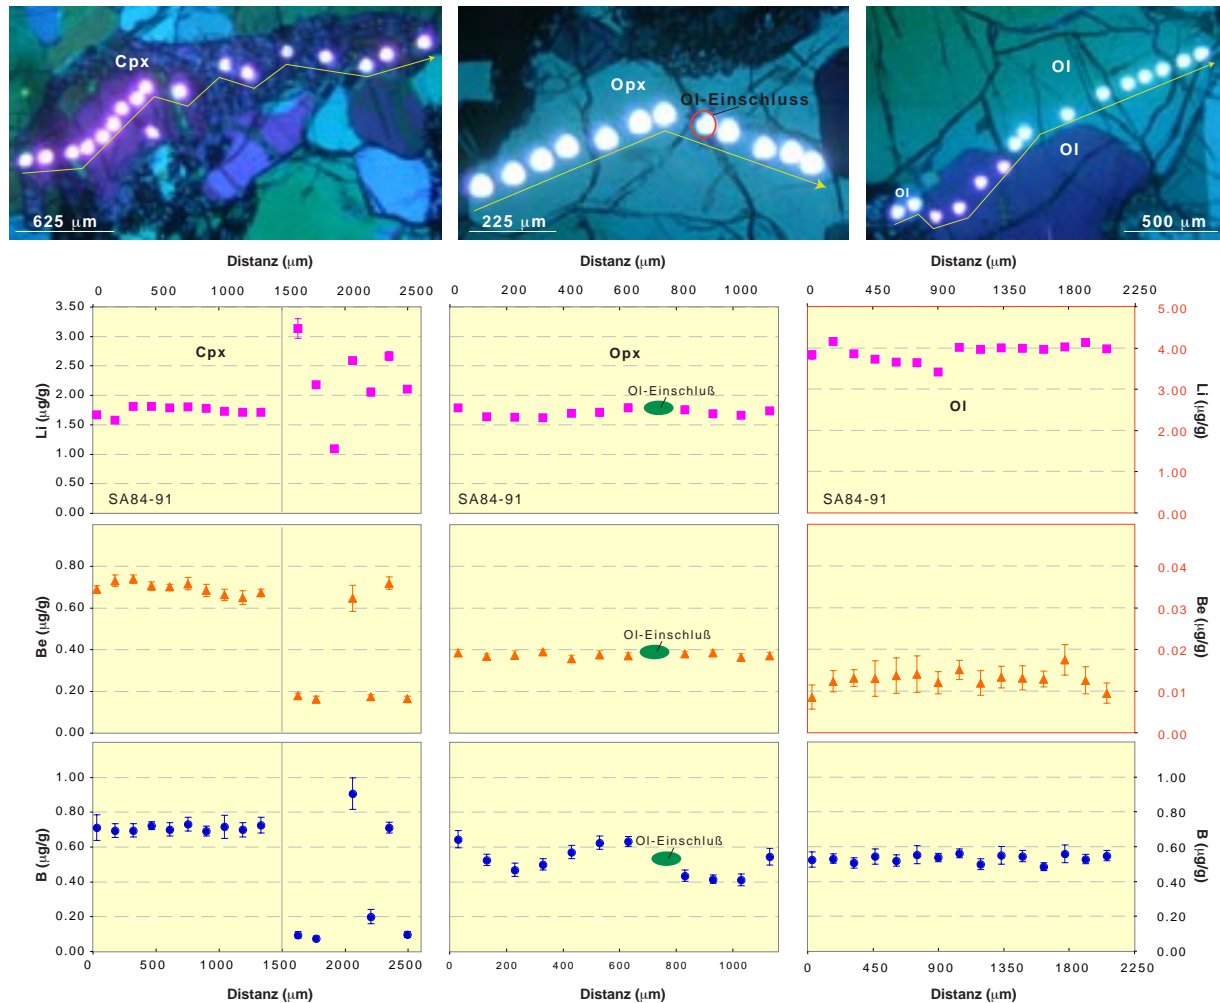 Cpx
625 μm
Opx
Ol-Einschluss
225 μm
Ol
Ol
Ol
500 μm
Distanz (μm)
Distanz (μm)
Distanz (μm)
0 500 1000 1500 2000 2500
0 200 400 600 800 1000
0 450 900 1350 1800 2250
3.50
3.00
2.50
2.00
1.50
1.00
0.50
0.00
Li (μg/g)
Cpx
SA84-91
Opx
Ol-Einschluß
SA84-91
Ol
5.00
4.00
3.00
2.00
1.00
0.00
Li (μg/g)
0.80
0.60
0.40
0.20
0.00
Be (μg/g)
Ol-Einschluß
0.04
0.03
0.02
0.01
0.00
Be (μg/g)
1.00
0.80
0.60
0.40
0.20
0.00
B (μg/g)
Ol-Einschluß
1.00
0.80
0.60
0.40
0.20
0.00
B (μg/g)
0 500 1000 1500 2000 2500
0 200 400 600 800 1000
0 450 900 1350 1800 2250
Distanz (μm)
Distanz (μm)
Distanz (μm)